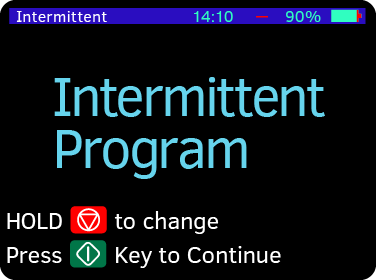 Intermittent 14:10 90%
Intermittent
Program
HOLD to change
Press Key to Continue